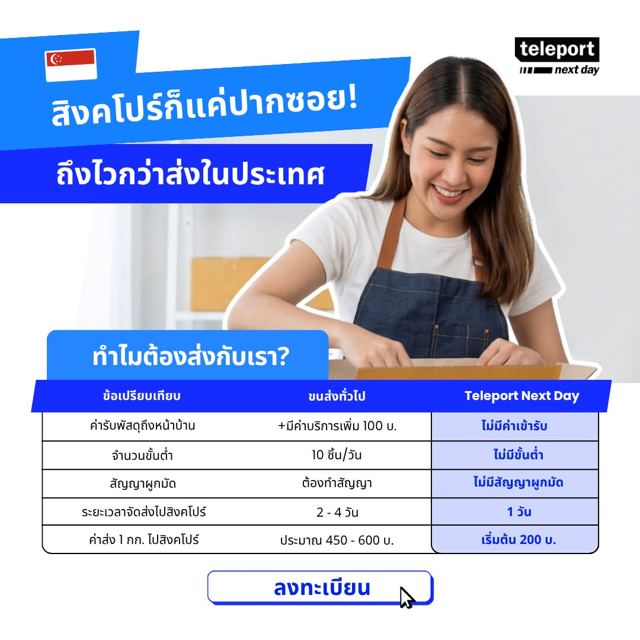 teleport
next day
สิงคโปร์ก็แค่ปากซอย!
ถึงไวกว่าส่งในประเทศ
ทำไมต้องส่งกับเรา?
ข้อเปรียบเทียบ ขนส่งทั่วไป Teleport Next Day
ค่ารับพัสดุถึงหน้าบ้าน +มีค่าบริการเพิ่ม 100 บ. ไม่มีค่าเข้ารับ
จำนวนขั้นต่ำ 10 ชิ้น/วัน ไม่มีขั้นต่ำ
สัญญาผูกมัด ต้องทำสัญญา ไม่มีสัญญาผูกมัด
ระยะเวลาจัดส่งไปสิงคโปร์ 2 - 4 วัน 1 วัน
ค่าส่ง 1 กก. ไปสิงคโปร์ ประมาณ 450 - 600 บ. เริ่มต้น 200 บ.
ลงทะเบียน